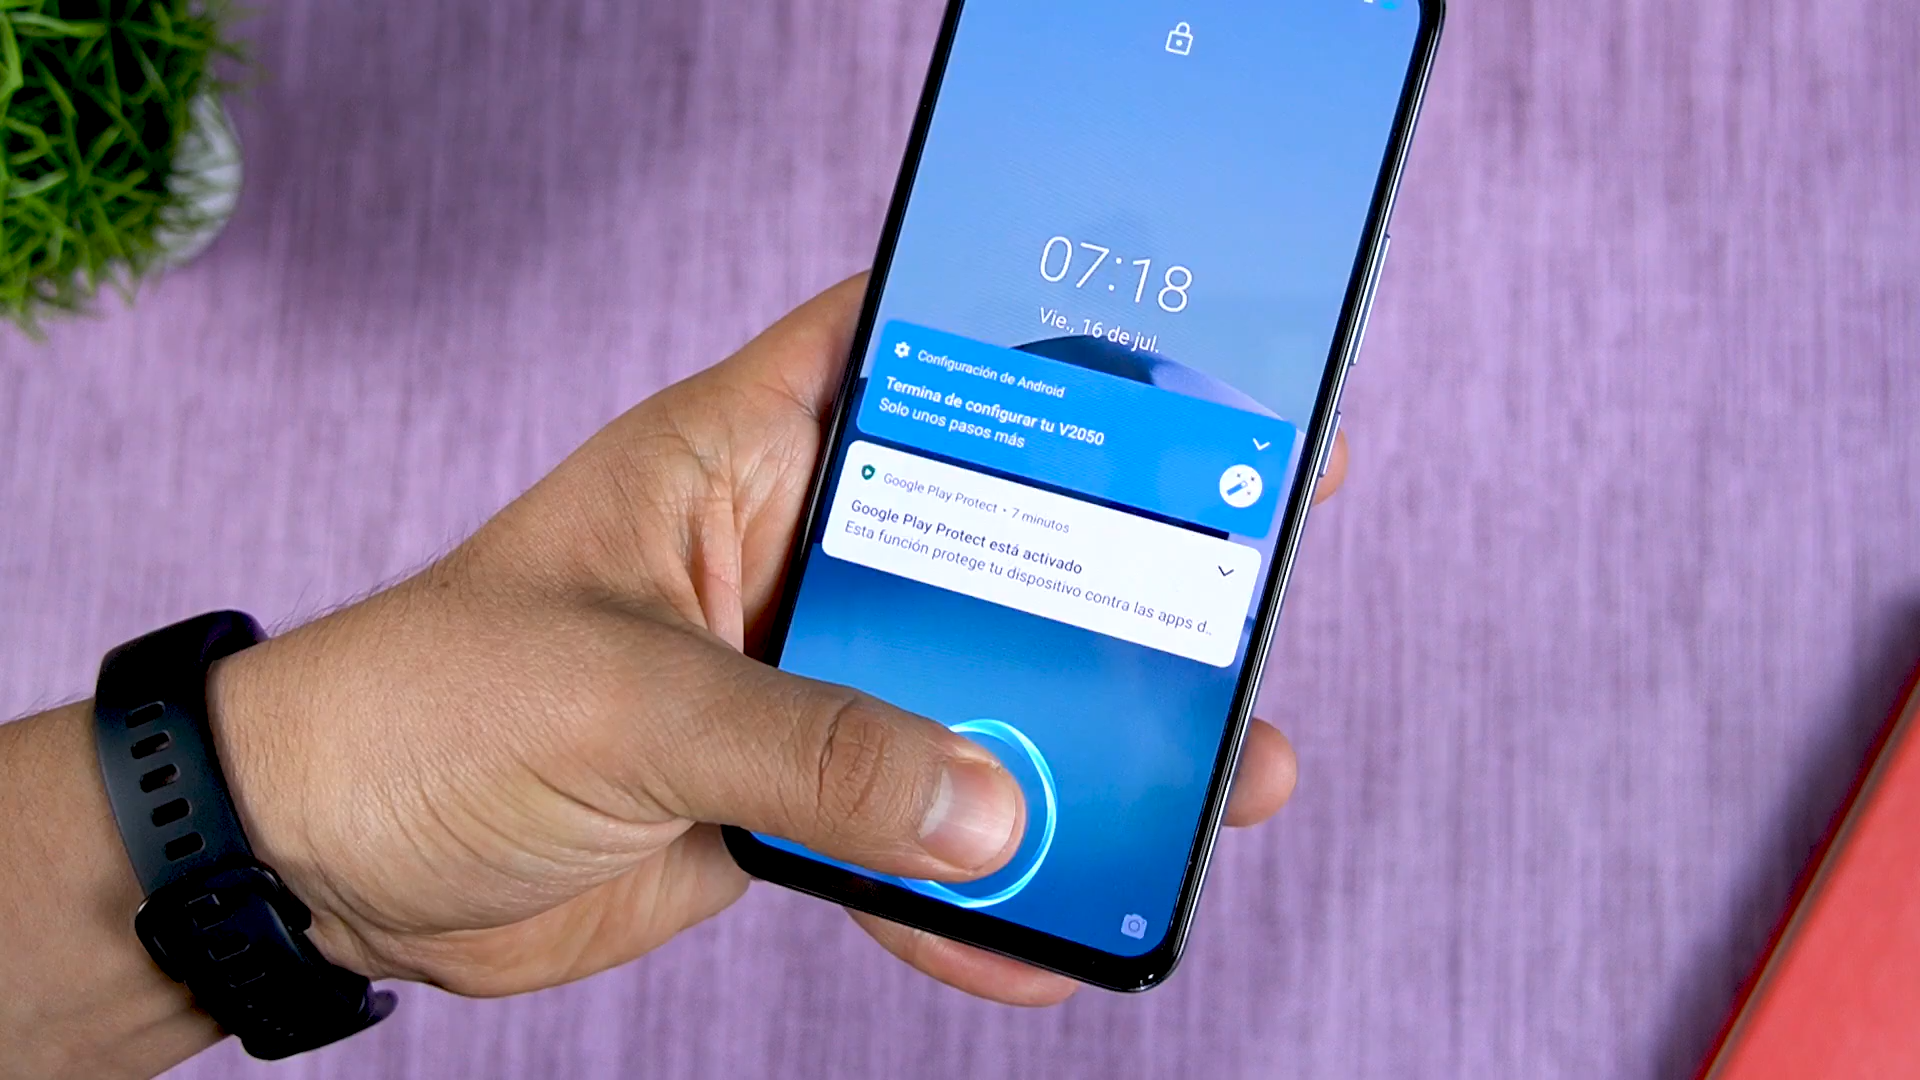 07:18
Vie., 16 de jul.
Configuración de Android
Termina de configurar tu V2050
Solo unos pasos más
Google Play Protect • 7 minutos
Google Play Protect está activado
Esta función protege tu dispositivo contra las apps d..